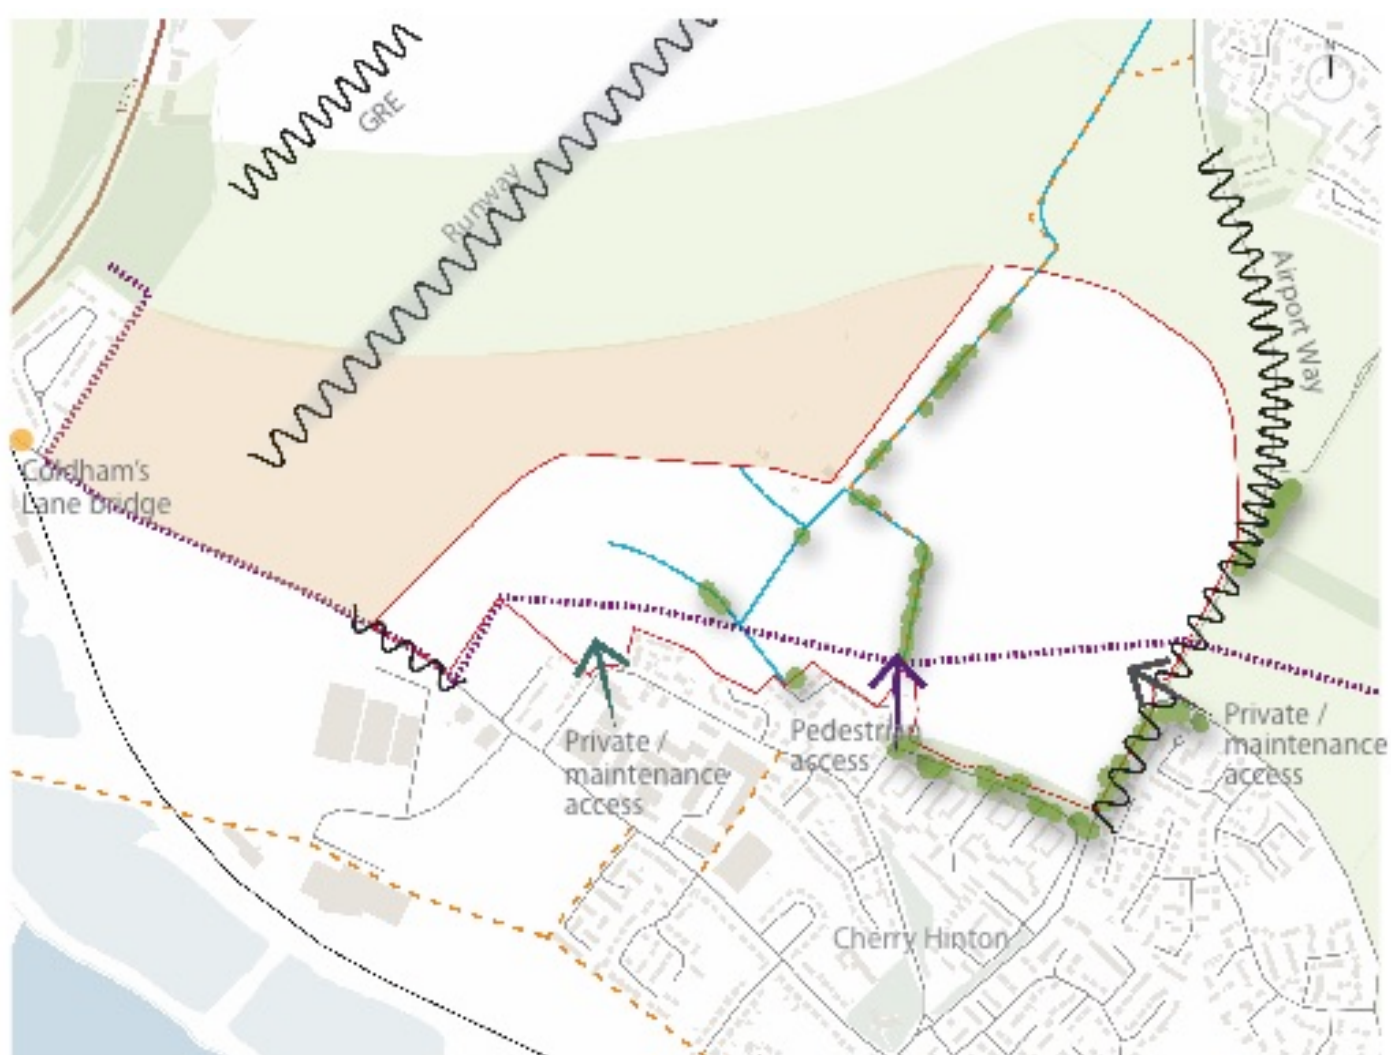 GRE
Runway
Airport Way
Coldham's
Lane bridge
Private /
maintenance
access
Pedestrian
access
Private /
maintenance
access
Cherry Hinton